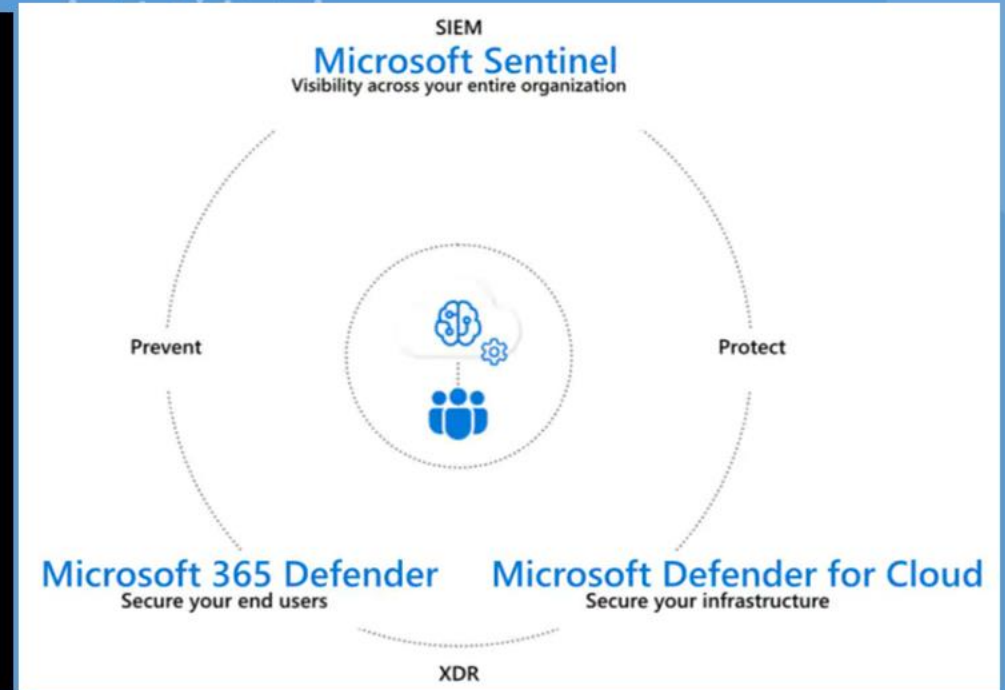 SIEM
Microsoft Sentinel
Visibility across your entire organization
Prevent
Protect
Microsoft 365 Defender
Secure your end users
Microsoft Defender for Cloud
Secure your infrastructure
XDR